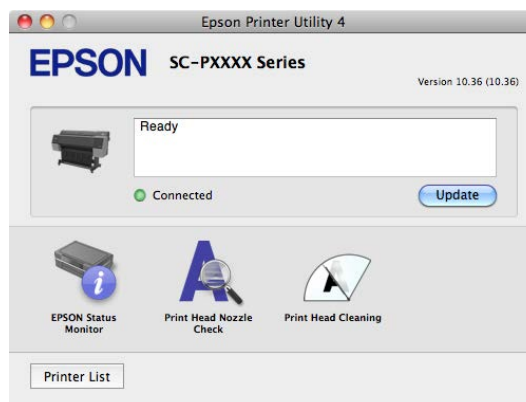 Epson Printer Utility 4
EPSON SC-PXXXX Series
Version 10.36 (10.36)
Ready
Connected
Update
EPSON Status
Monitor
Print Head Nozzle
Check
Print Head Cleaning
Printer List